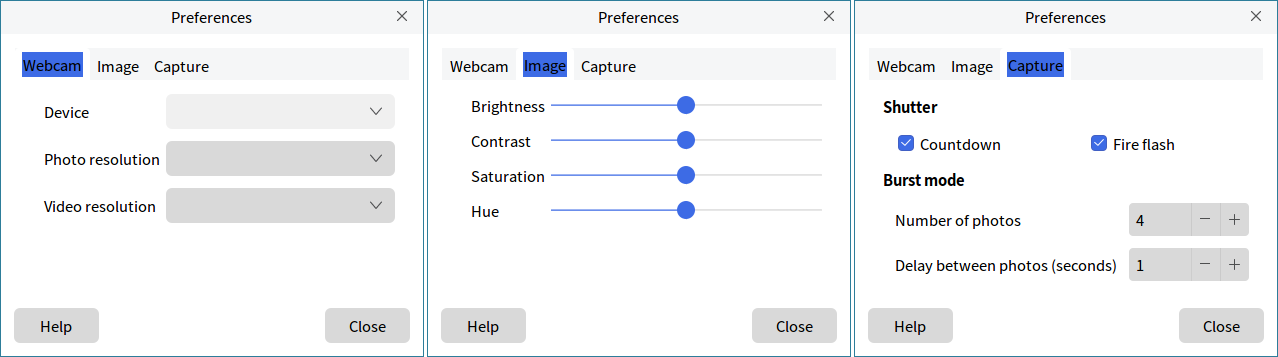 Preferences
Webcam Image Capture
Device
Photo resolution
Video resolution
Help Close
Preferences
Webcam Image Capture
Brightness
Contrast
Saturation
Hue
Help Close
Preferences
Webcam Image Capture
Shutter
Countdown Fire flash
Burst mode
Number of photos 4
Delay between photos (seconds) 1
Help Close